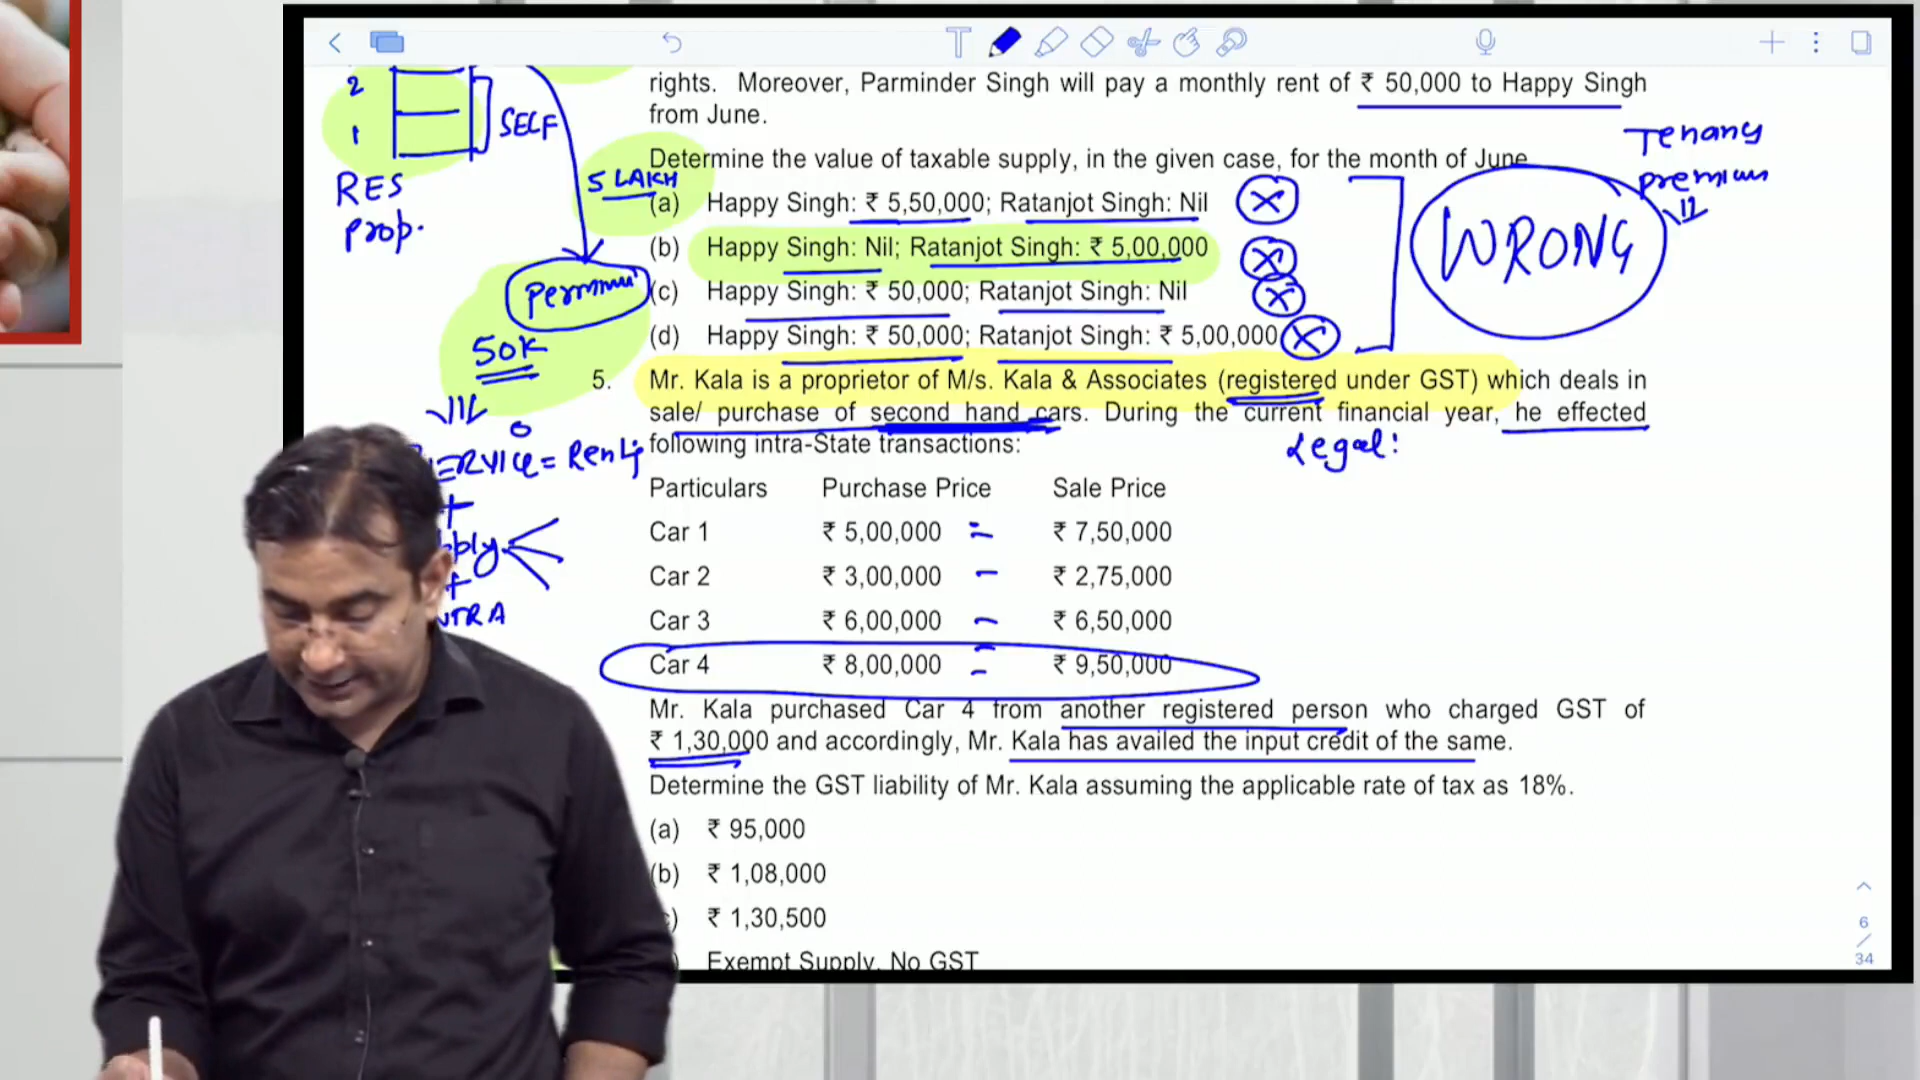 rights. Moreover, Parminder Singh will pay a monthly rent of ₹ 50,000 to Happy Singh
from June.
2
1
SELF
RES
Prop.
Tenancy
premium
Determine the value of taxable supply, in the given case, for the month of June
5 LAKH
(a) Happy Singh: ₹ 5,50,000; Ratanjot Singh: Nil
(b) Happy Singh: Nil; Ratanjot Singh: ₹ 5,00,000
(c) Happy Singh: ₹ 50,000; Ratanjot Singh: Nil
(d) Happy Singh: ₹ 50,000; Ratanjot Singh: ₹ 5,00,000
WRONG
50K
5. Mr. Kala is a proprietor of M/s. Kala & Associates (registered under GST) which deals in
sale/ purchase of second hand cars. During the current financial year, he effected
following intra-State transactions:
Legal:
Particulars Purchase Price Sale Price
Car 1 ₹ 5,00,000 = ₹ 7,50,000
Car 2 ₹ 3,00,000 - ₹ 2,75,000
Car 3 ₹ 6,00,000 - ₹ 6,50,000
Car 4 ₹ 8,00,000 = ₹ 9,50,000
Mr. Kala purchased Car 4 from another registered person who charged GST of
₹ 1,30,000 and accordingly, Mr. Kala has availed the input credit of the same.
Determine the GST liability of Mr. Kala assuming the applicable rate of tax as 18%.
(a) ₹ 95,000
(b) ₹ 1,08,000
) ₹ 1,30,500
) Exempt Supply, No GST
6
/
34